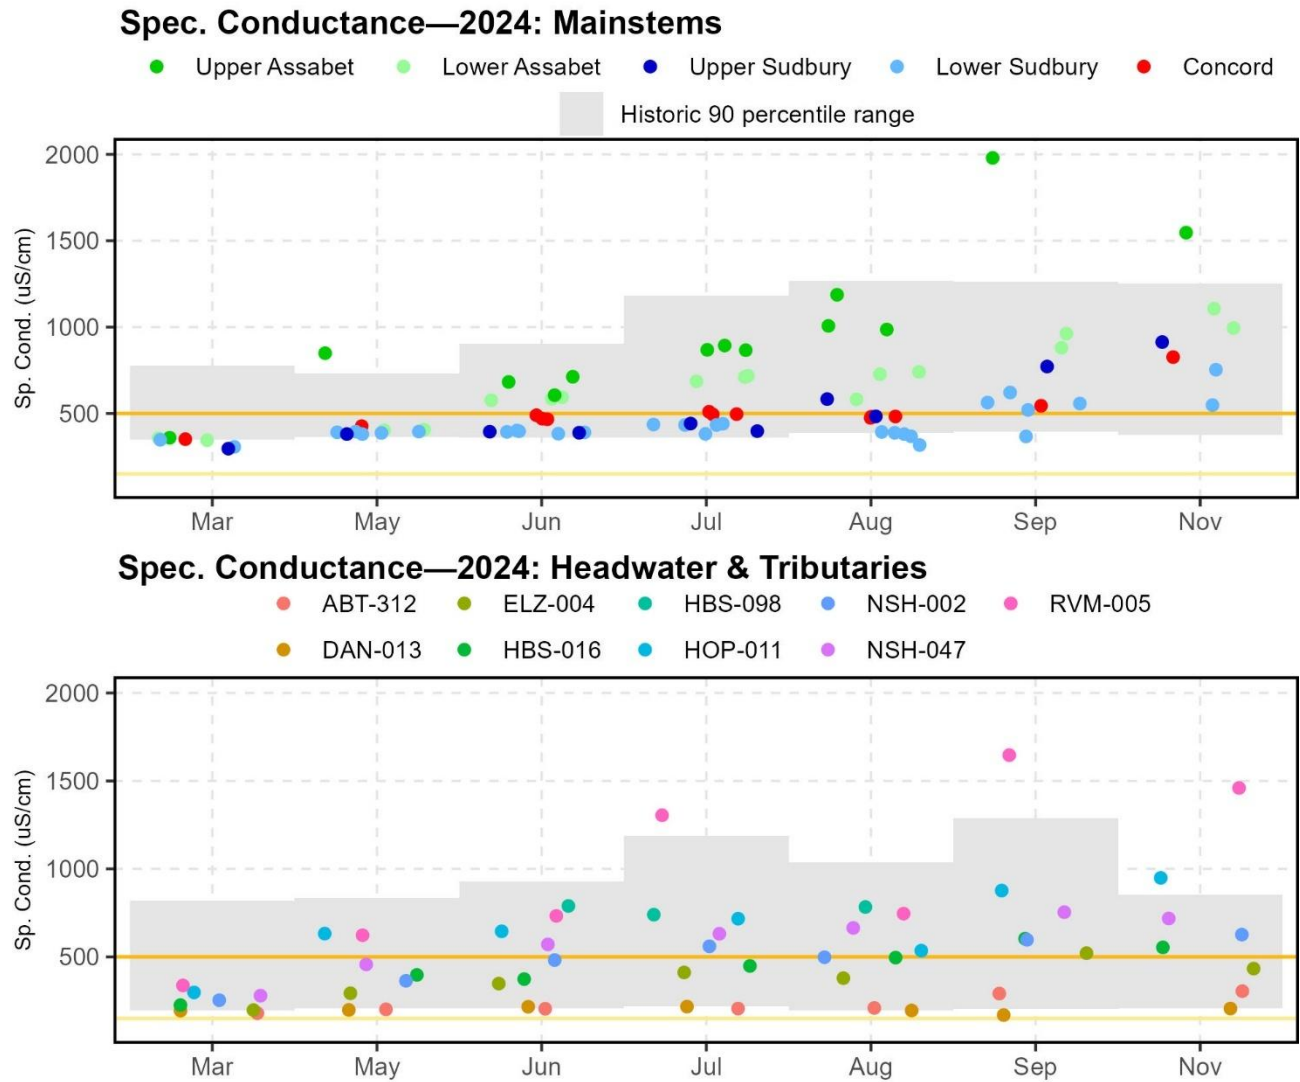 Spec. Conductance—2024: Mainstems
Upper Assabet Lower Assabet Upper Sudbury Lower Sudbury Concord
Historic 90 percentile range
Sp. Cond. (uS/cm)
2000
1500
1000
500
Mar May Jun Jul Aug Sep Nov
Spec. Conductance—2024: Headwater & Tributaries
ABT-312 ELZ-004 HBS-098 NSH-002 RVM-005
DAN-013 HBS-016 HOP-011 NSH-047
Sp. Cond. (uS/cm)
2000
1500
1000
500
Mar May Jun Jul Aug Sep Nov